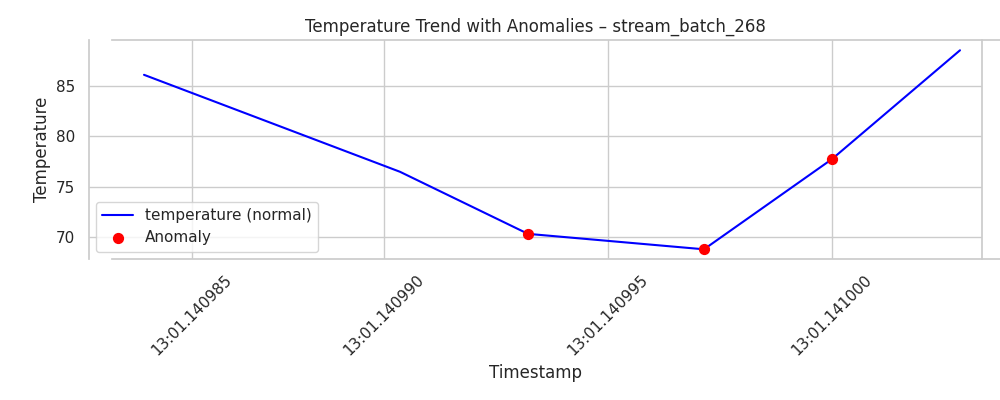 Temperature Trend with Anomalies – stream_batch_268
Temperature
85
80
75
70
temperature (normal)
Anomaly
13:01.140985
13:01.140990
13:01.140995
13:01.141000
Timestamp